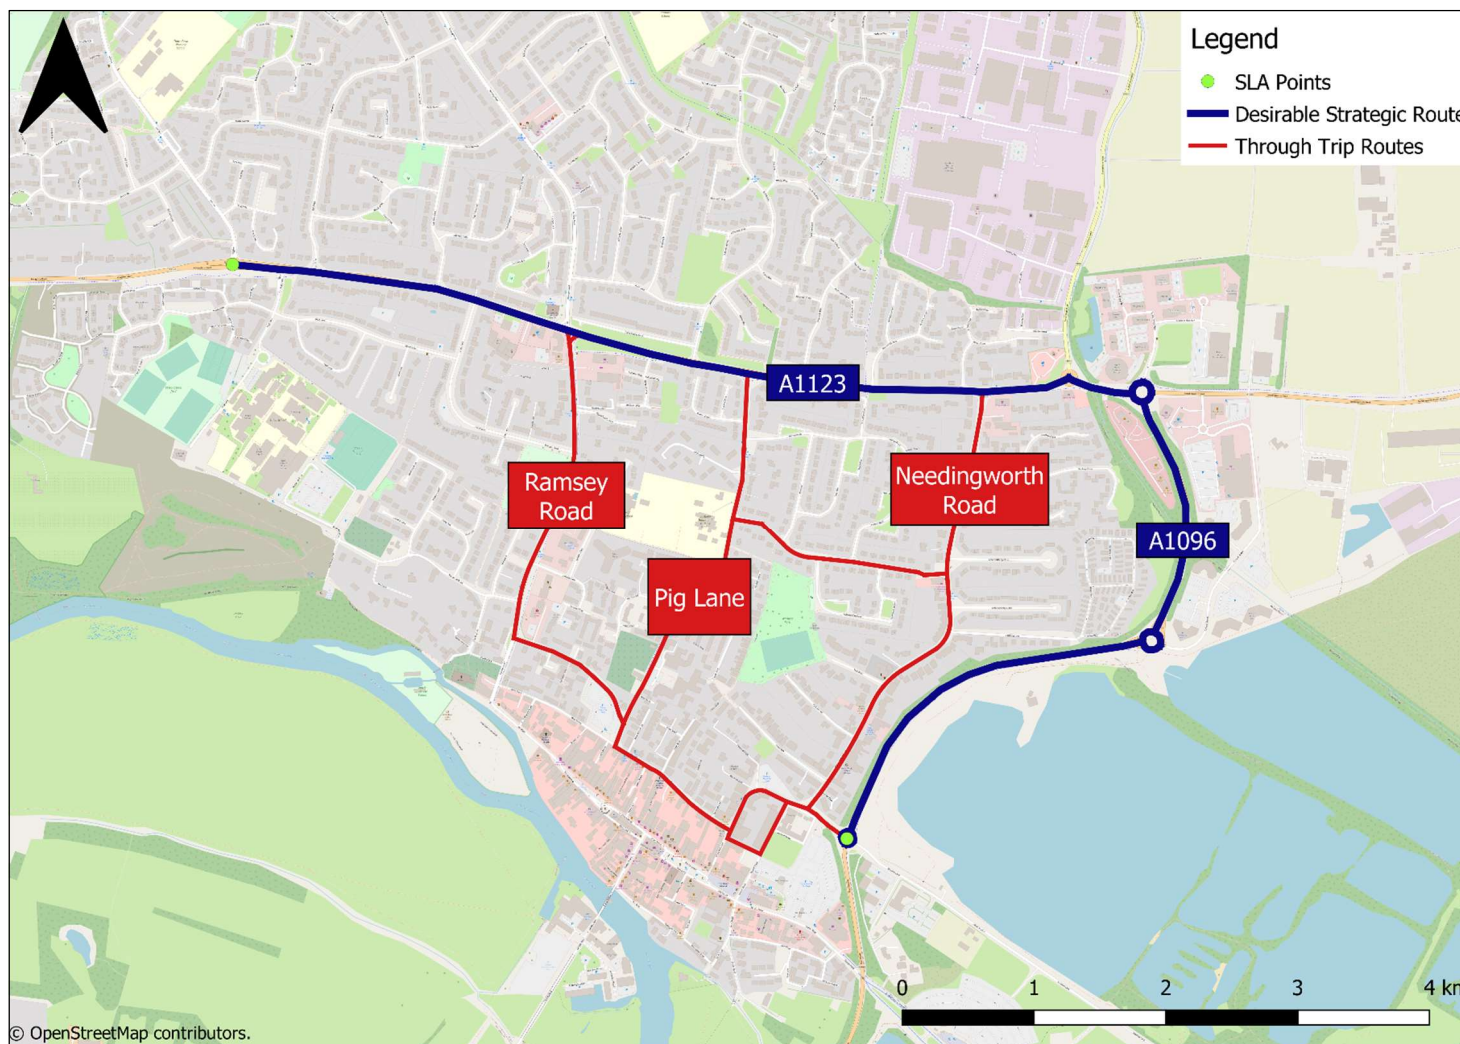 Legend
SLA Points
Desirable Strategic Route
Through Trip Routes
A1123
Ramsey
Road
Needingworth
Road
A1096
Pig Lane
0 1 2 3 4 km
© OpenStreetMap contributors.